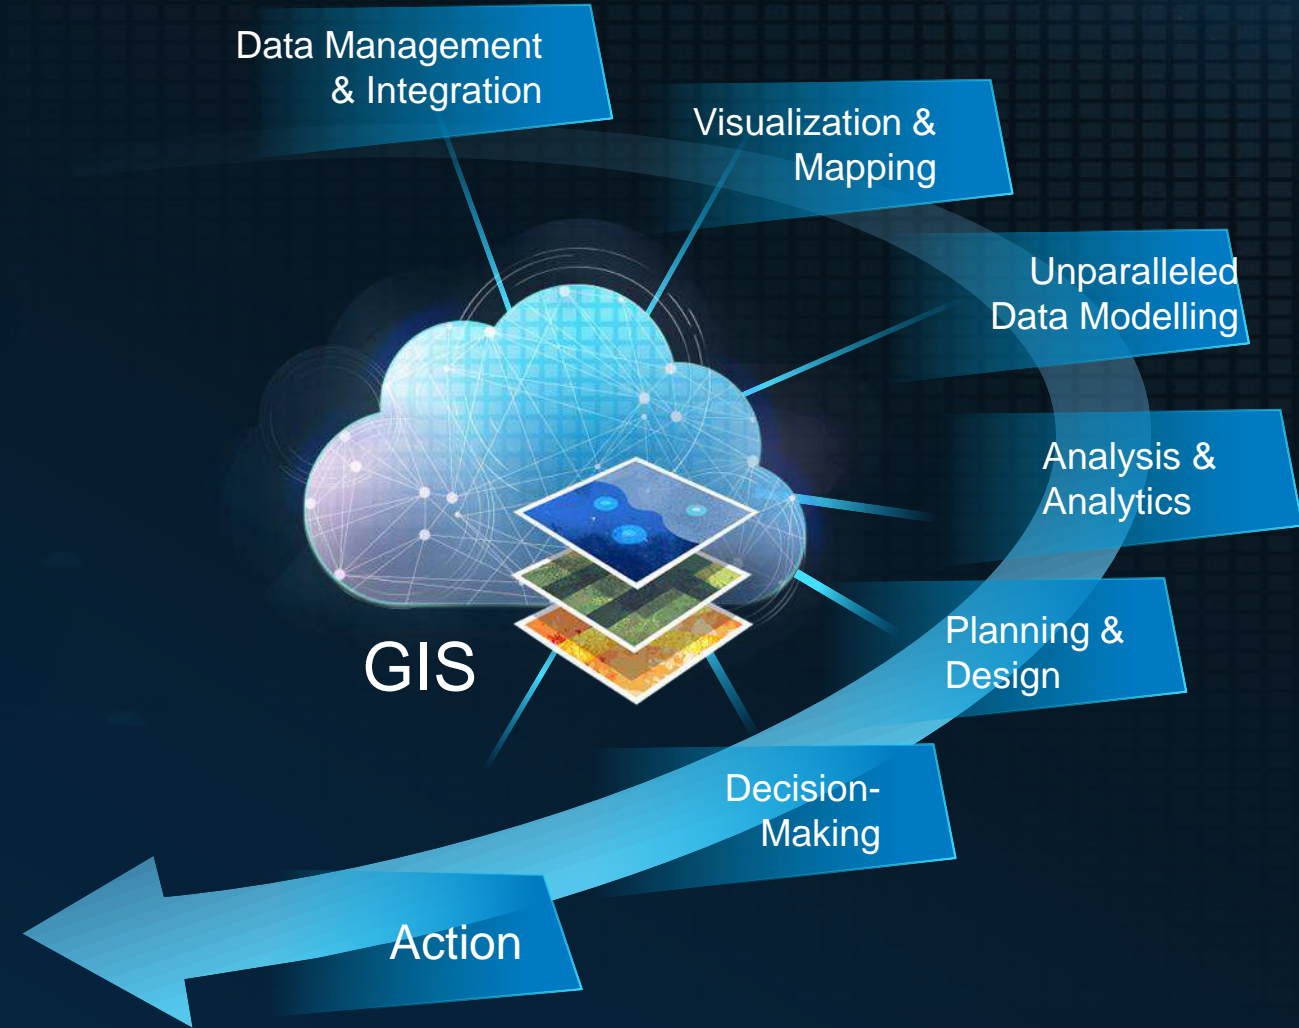 Data Management
& Integration
Visualization &
Mapping
Unparalleled
Data Modelling
Analysis &
Analytics
Planning &
Design
GIS
Decision-
Making
Action